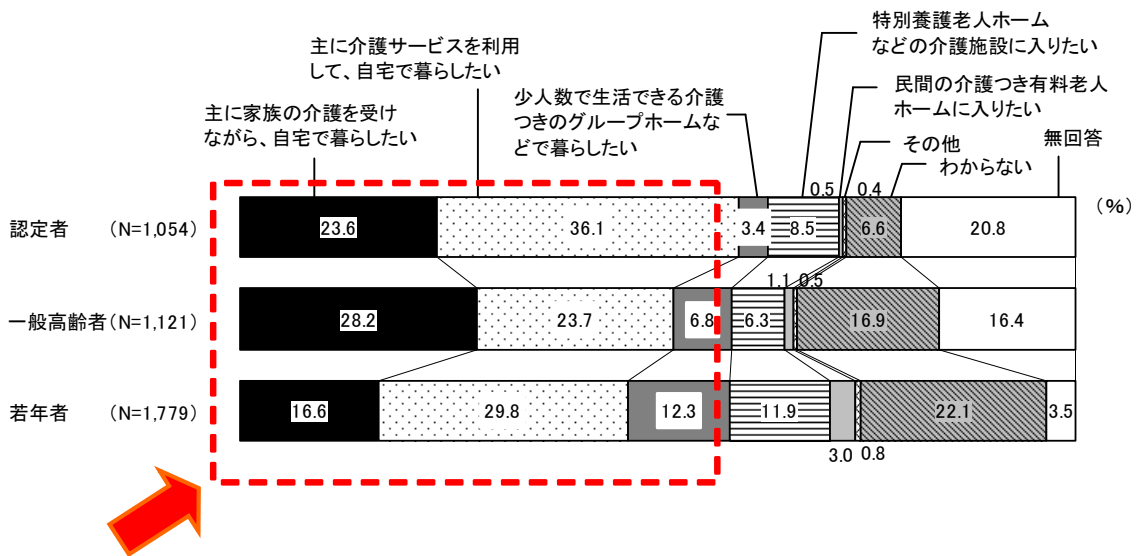 主に介護サービスを利用
して、自宅で暮らしたい
主に家族の介護を受け
ながら、自宅で暮らしたい
少人数で生活できる介護
つきのグループホームな
どで暮らしたい
特別養護老人ホーム
などの介護施設に入りたい
民間の介護つき有料老人
ホームに入りたい
その他
わからない
無回答
(%)
認定者 (N=1,054) 23.6 36.1 3.4 8.5 0.5 0.4 6.6 20.8
一般高齢者(N=1,121) 28.2 23.7 6.8 6.3 1.1 0.5 16.9 16.4
若年者 (N=1,779) 16.6 29.8 12.3 11.9 3.0 0.8 22.1 3.5